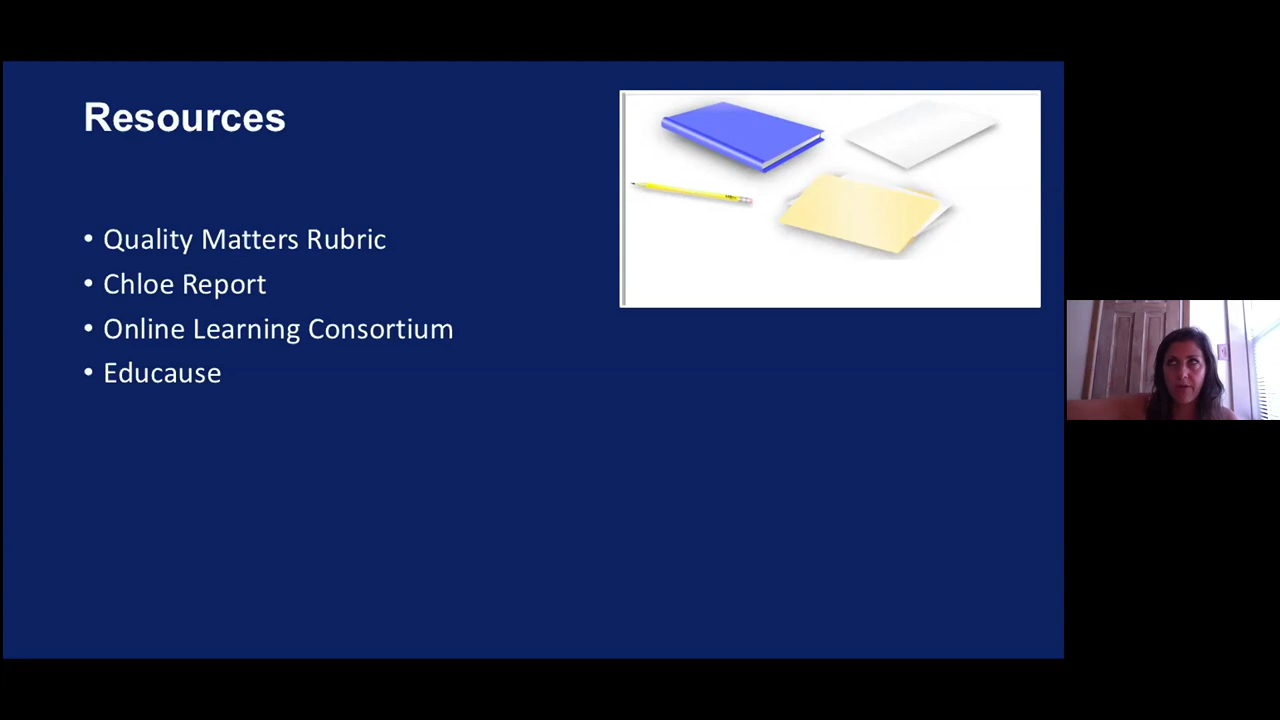 Resources
• Quality Matters Rubric
• Chloe Report
• Online Learning Consortium
• Educause